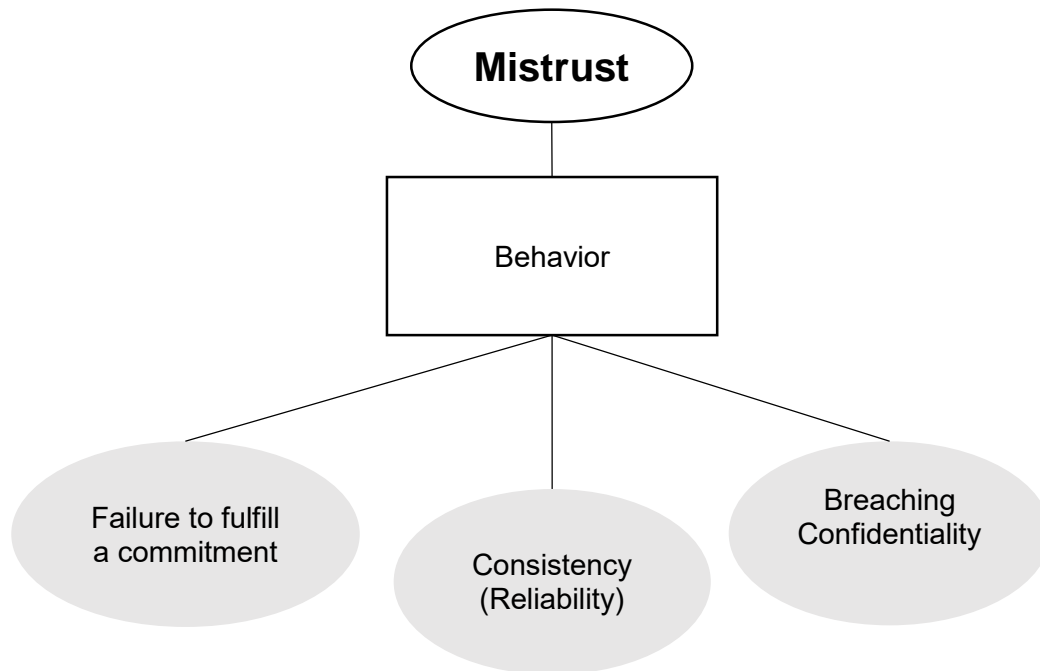 Mistrust
Behavior
Failure to fulfill
a commitment
Consistency
(Reliability)
Breaching
Confidentiality